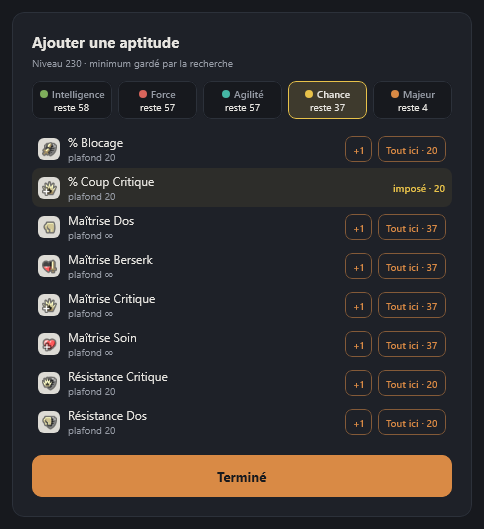 Ajouter une aptitude
Niveau 230 · minimum gardé par la recherche
Intelligence
reste 58
Force
reste 57
Agilité
reste 57
Chance
reste 37
Majeur
reste 4
% Blocage
plafond 20
+1
Tout ici · 20
% Coup Critique
plafond 20
imposé · 20
Maîtrise Dos
plafond ∞
+1
Tout ici · 37
Maîtrise Berserk
plafond ∞
+1
Tout ici · 37
Maîtrise Critique
plafond ∞
+1
Tout ici · 37
Maîtrise Soin
plafond ∞
+1
Tout ici · 37
Résistance Critique
plafond 20
+1
Tout ici · 20
Résistance Dos
plafond 20
+1
Tout ici · 20
Terminé